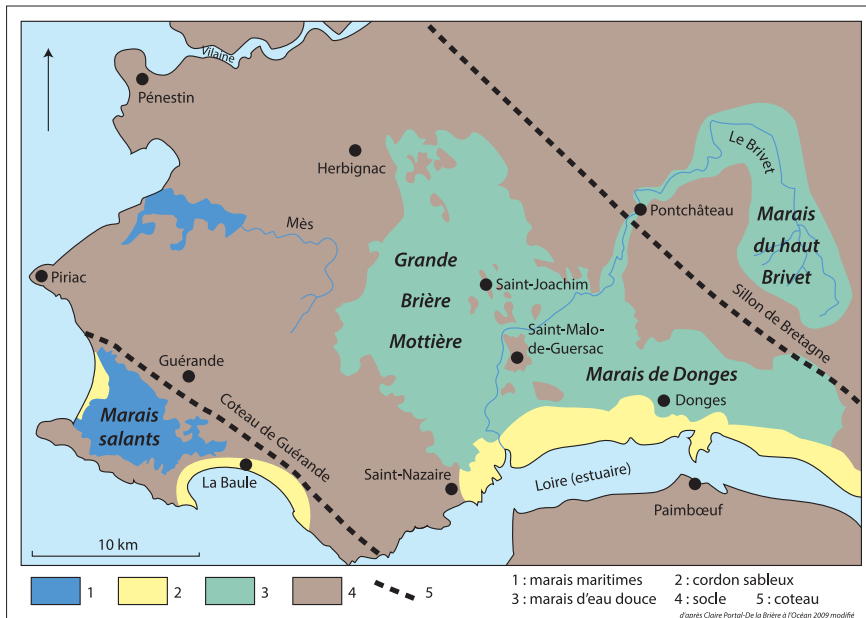 Vilaine
Pénestin
Herbignac
Le Brivet
Pontchâteau
Marais
du haut
Brivet
Mès
Piriac
Grande
Brière
Mottière
Saint-Joachim
Sillon de Bretagne
Saint-Malo-
de-Guersac
Guérande
Marais de Donges
Donges
Coteau de Guérande
Marais
salants
La Baule
Saint-Nazaire
Loire (estuaire)
Paimbœuf
10 km
1
2
3
4
5
1 : marais maritimes 2 : cordon sableux
3 : marais d'eau douce 4 : socle 5 : coteau
d'après Claire Portal-De la Brière à l'Océan 2009 modifié